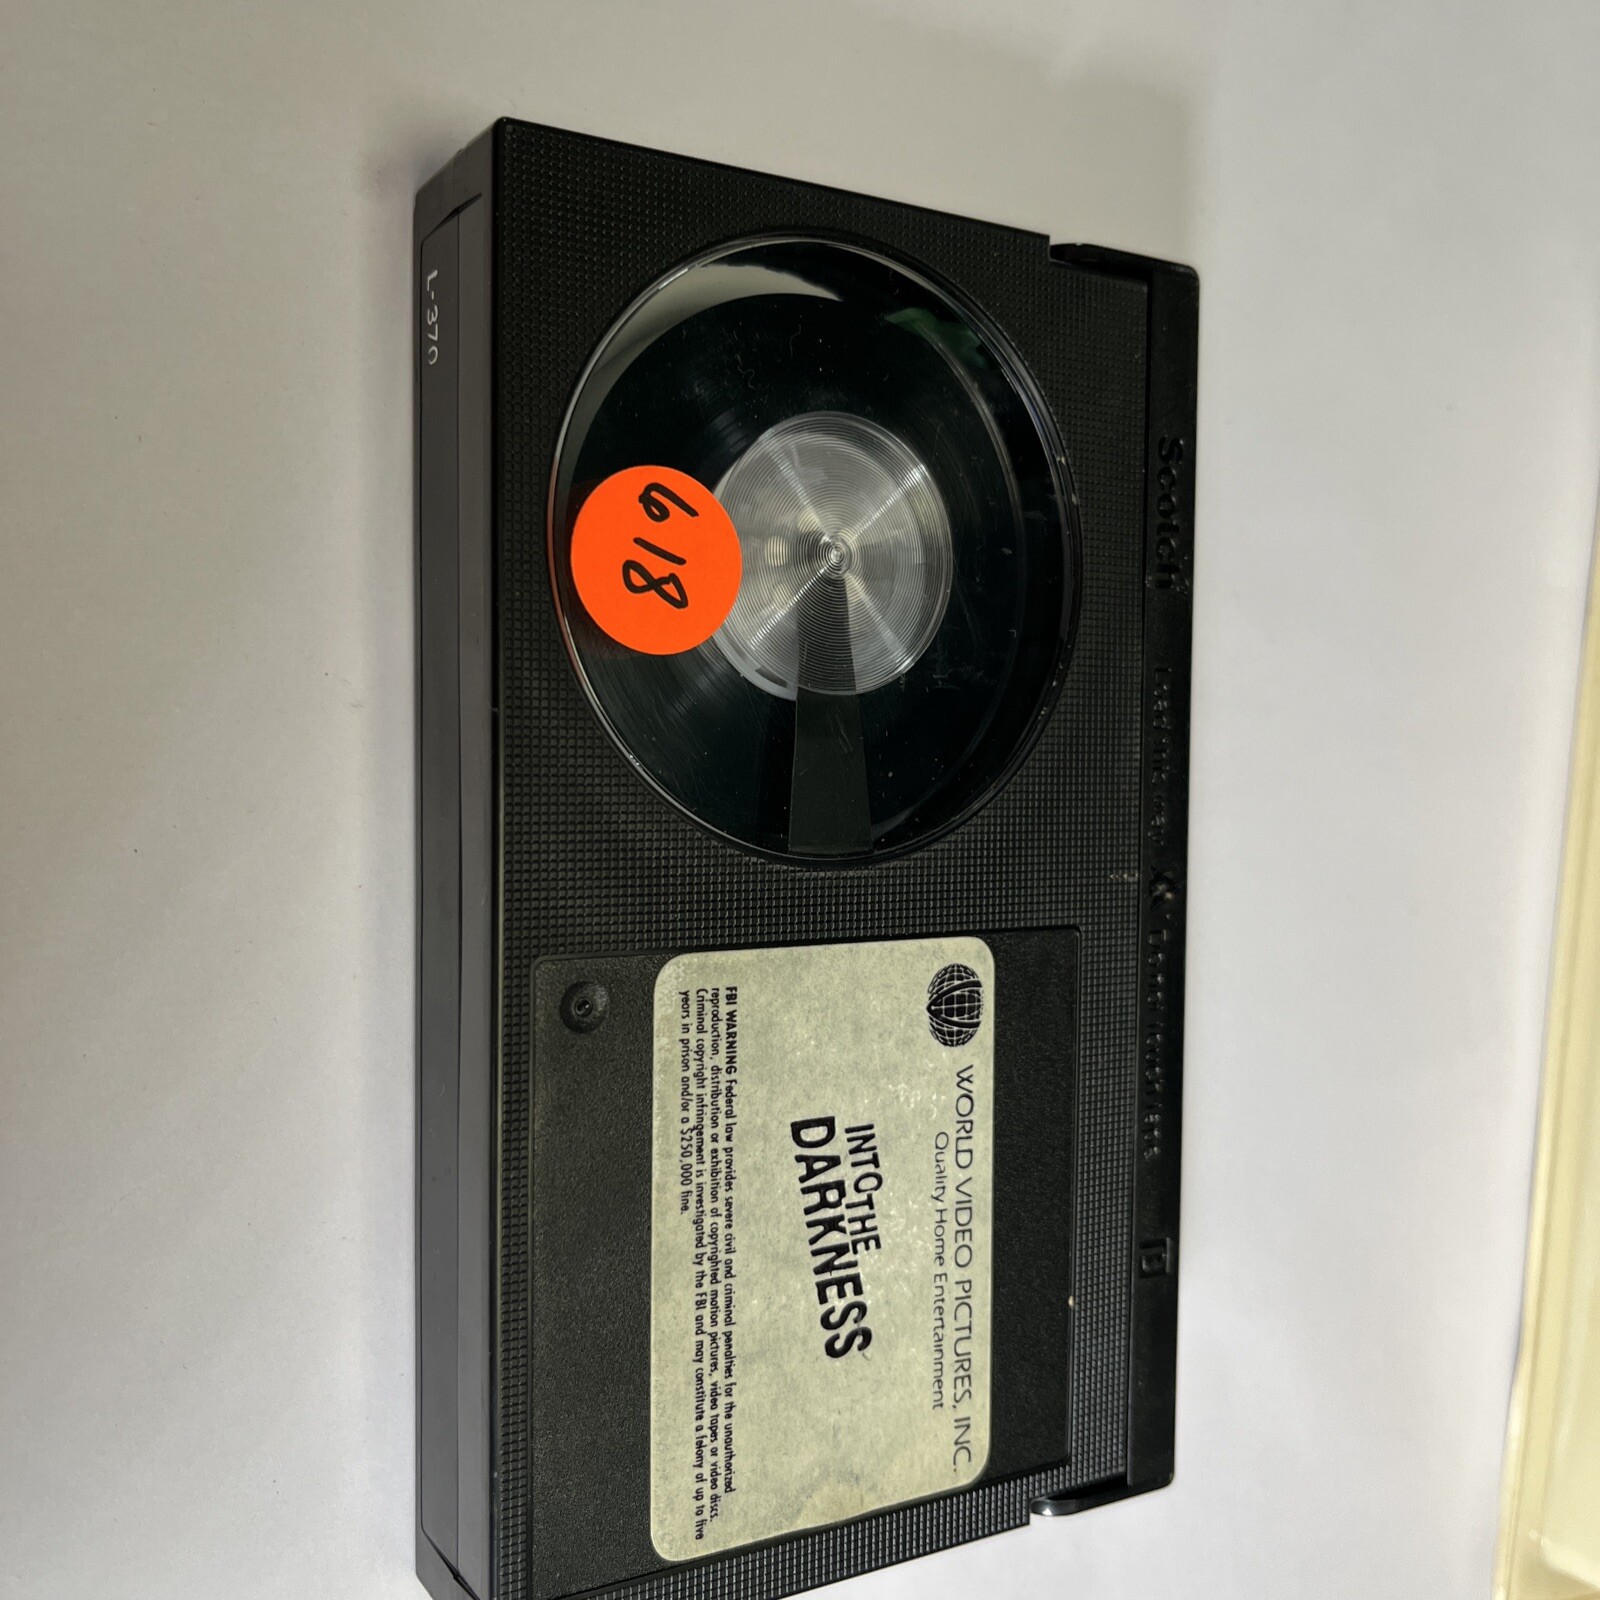 L-370
Scotch
618
WORLD VIDEO PICTURES, INC.
Quality Home Entertainment
INTO THE
DARKNESS
FBI WARNING Federal law provides severe civil and criminal penalties for the unauthorized
reproduction, distribution or exhibition of copyrighted motion pictures, video tapes or video discs.
Criminal copyright infringement is investigated by the FBI and may constitute a felony of up to five
years in prison and/or a $250,000 fine.